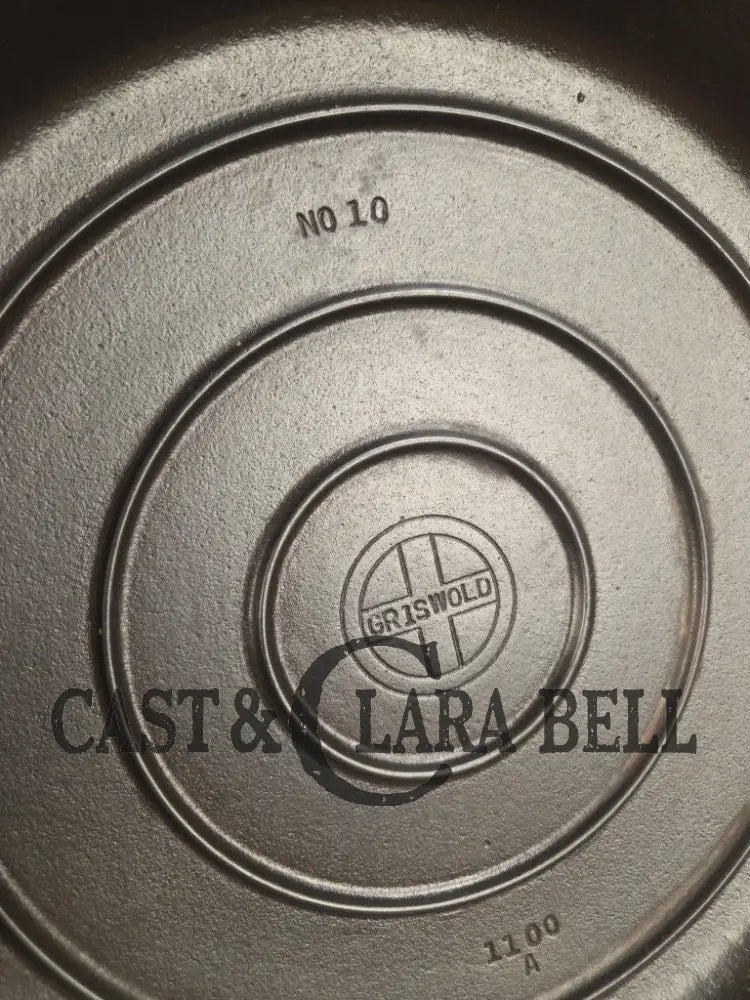 NO 10
GRISWOLD
CAST & CLARA BELL
1100
A